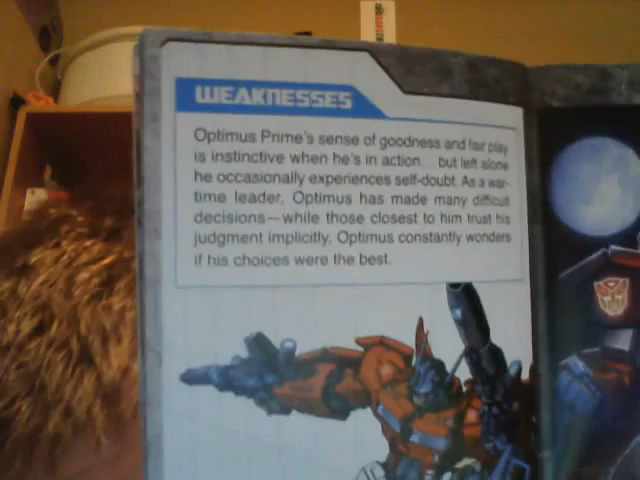 WEAKNESSES
Optimus Prime's sense of goodness and fair play
is instinctive when he's in action... but left alone
he occasionally experiences self-doubt. As a war-
time leader, Optimus has made many difficult
decisions—while those closest to him trust his
judgment implicitly, Optimus constantly wonders
if his choices were the best.